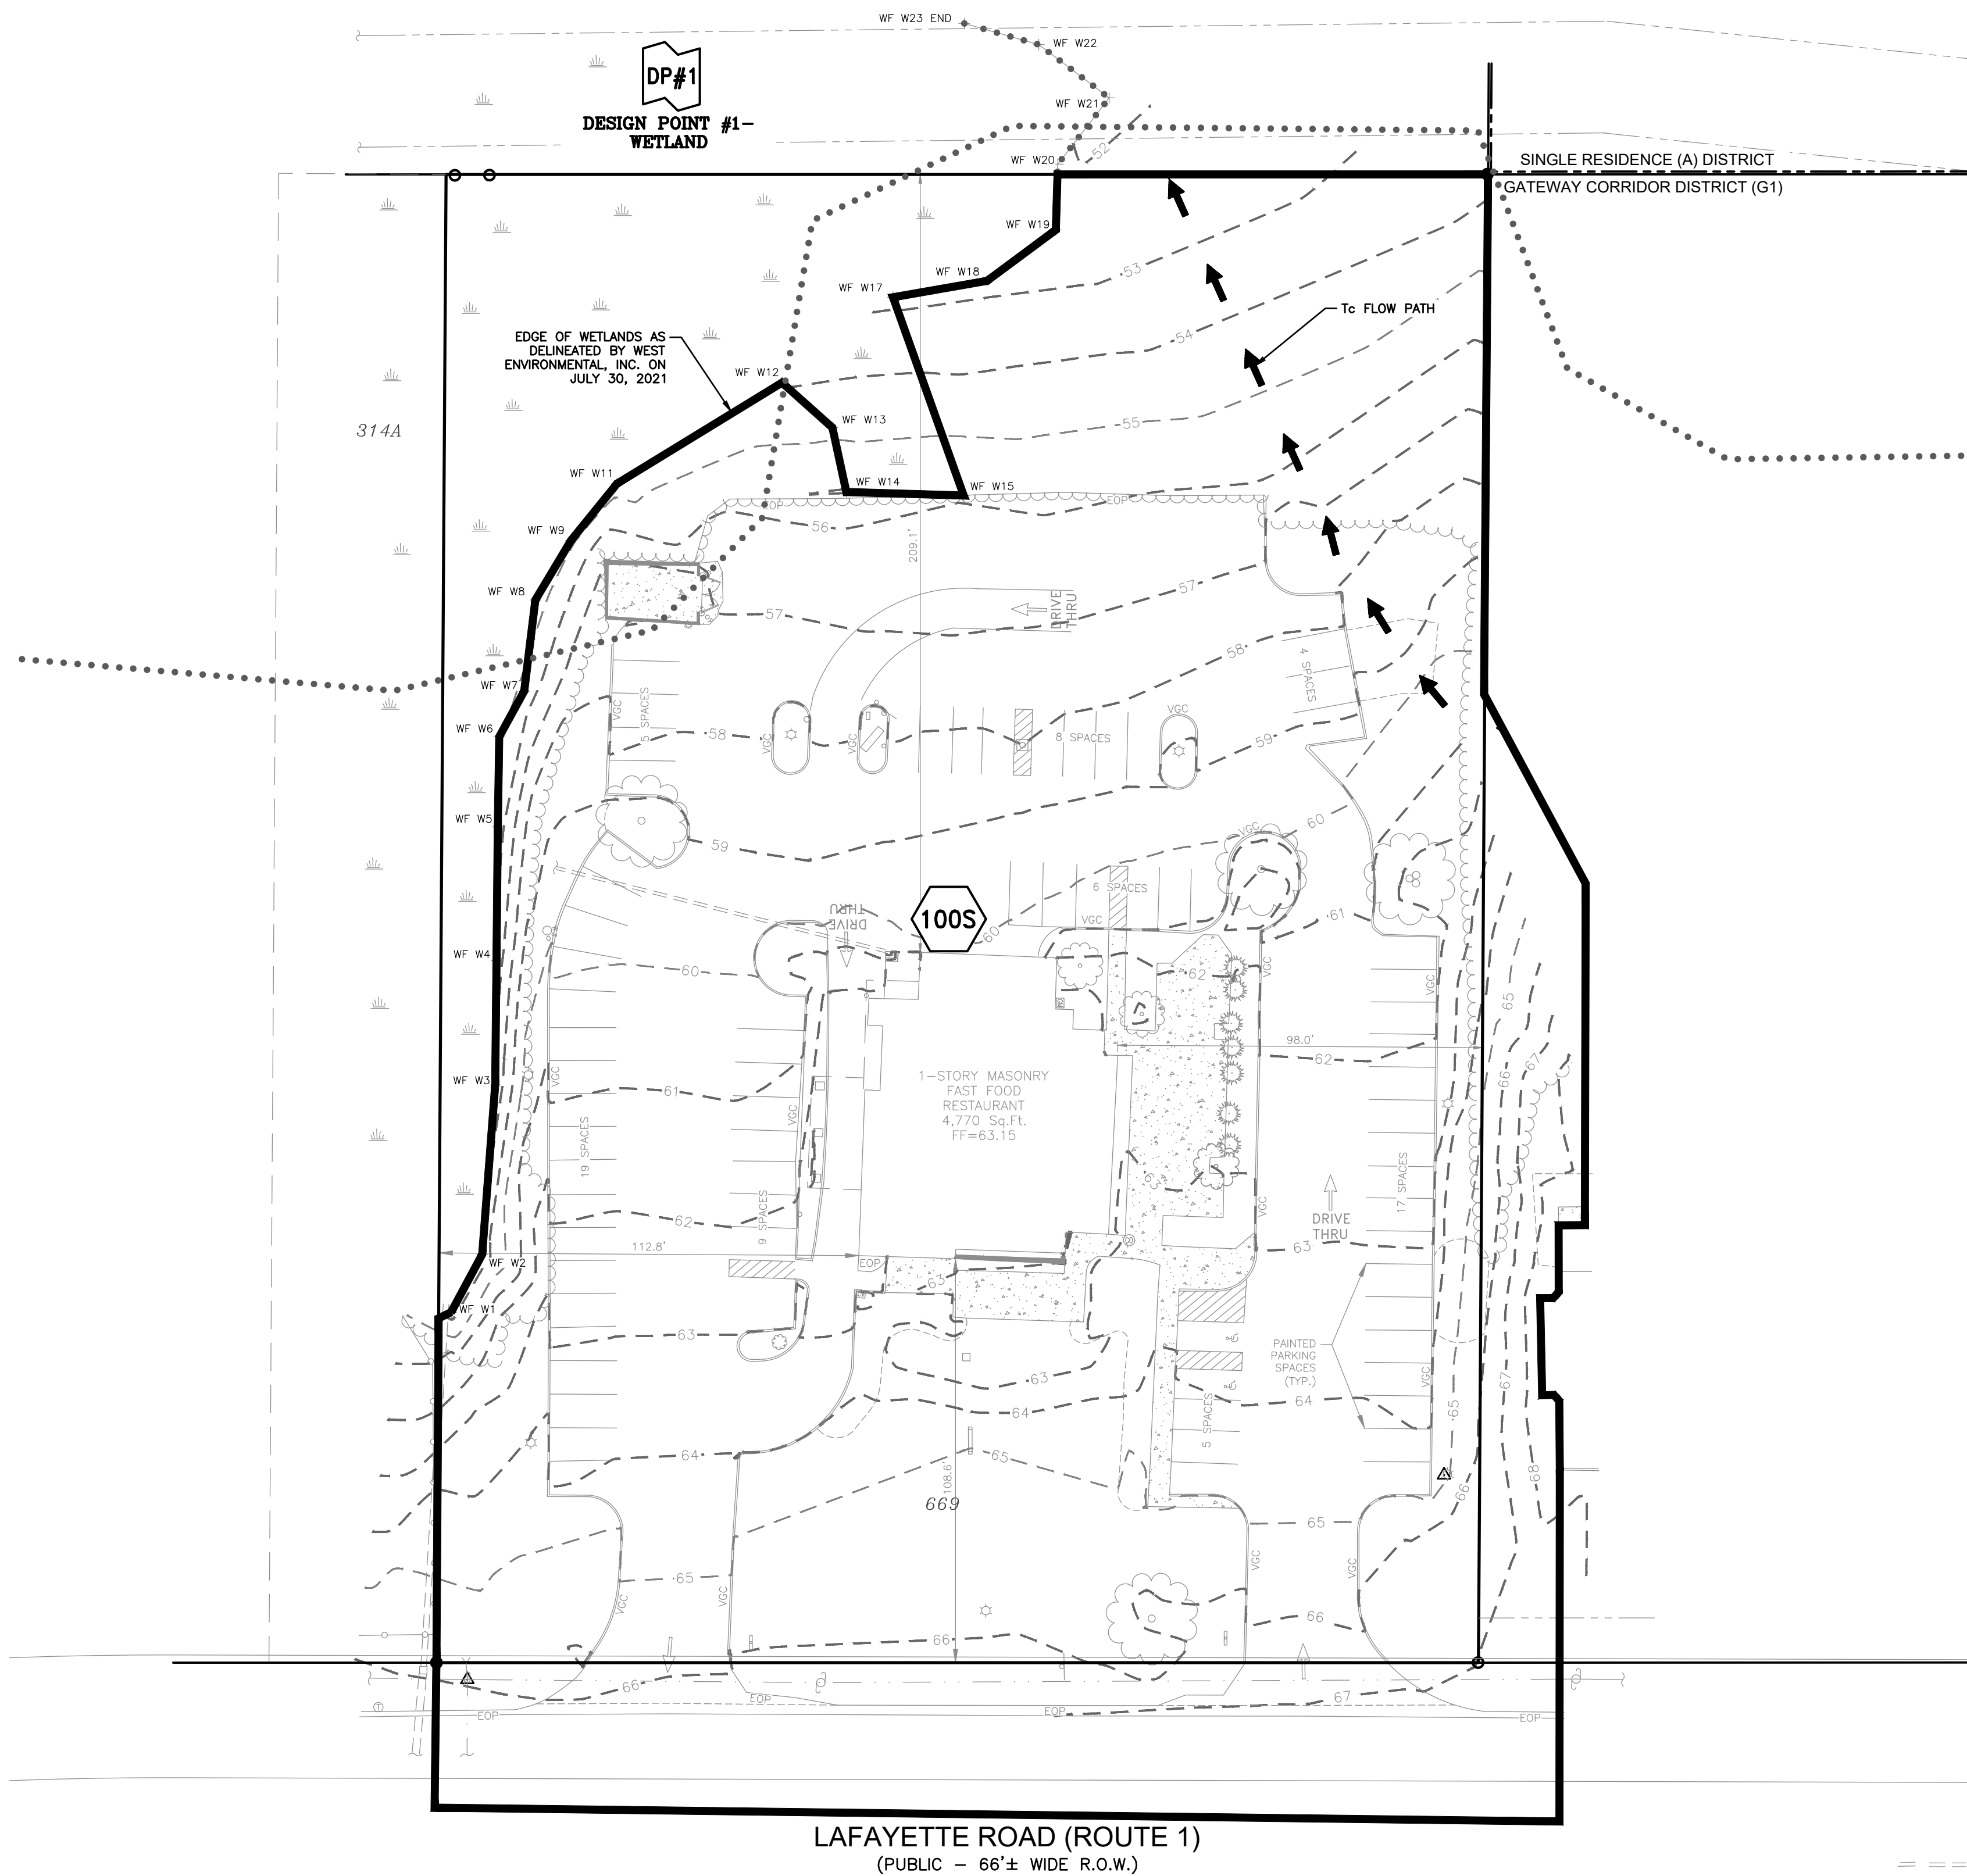 WF W23 END
WF W22
DP#1
WF W21
DESIGN POINT #1-
WETLAND
52
WF W20
SINGLE RESIDENCE (A) DISTRICT
GATEWAY CORRIDOR DISTRICT (G1)
WF W19
WF W18
53
WF W17
Tc FLOW PATH
54
EDGE OF WETLANDS AS
DELINEATED BY WEST
ENVIRONMENTAL, INC. ON
JULY 30, 2021
WF W12
WF W13
55
314A
WF W11
WF W14
WF W15
EOP
EOP
56
WF W9
209.1'
57
WF W8
57
DRIVE
THRU
58
4 SPACES
WF W7
VGC
5 SPACES
WF W6
58
VGC
VGC
8 SPACES
VGC
59
WF W5
59
VGC
60
6 SPACES
DRIVE
THRU
100S
VGC
61
60
WF W4
60
62
VGC
VGC
65
98.0'
62
WF W3
VGC
61
VGC
1-STORY MASONRY
FAST FOOD
RESTAURANT
4,770 Sq.Ft.
FF=63.15
66
67
19 SPACES
63
17 SPACES
62
9 SPACES
VGC
DRIVE
THRU
112.8'
63
WF W2
EOP
63
WF W1
63
PAINTED
PARKING
SPACES
(TYP.)
63
VGC
67
64
64
65
5 SPACES
64
65
108.6'
66
68
669
65
65
VGC
VGC
VGC
VGC
66
66
66
67
EOP
EOP
EOP
EOP
T
LAFAYETTE ROAD (ROUTE 1)
(PUBLIC - 66'± WIDE R.O.W.)